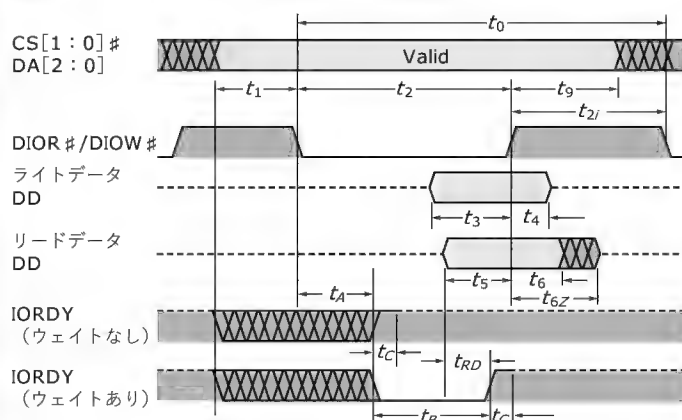 t0
CS[1：0]♯
DA[2：0]
Valid
t1
t2
t9
t2i
DIOR♯/DIOW♯
ライトデータ
DD
t3
t4
リードデータ
DD
t5
t6
t6Z
tA
IORDY
（ウェイトなし）
tC
tRD
IORDY
（ウェイトあり）
tB
tC